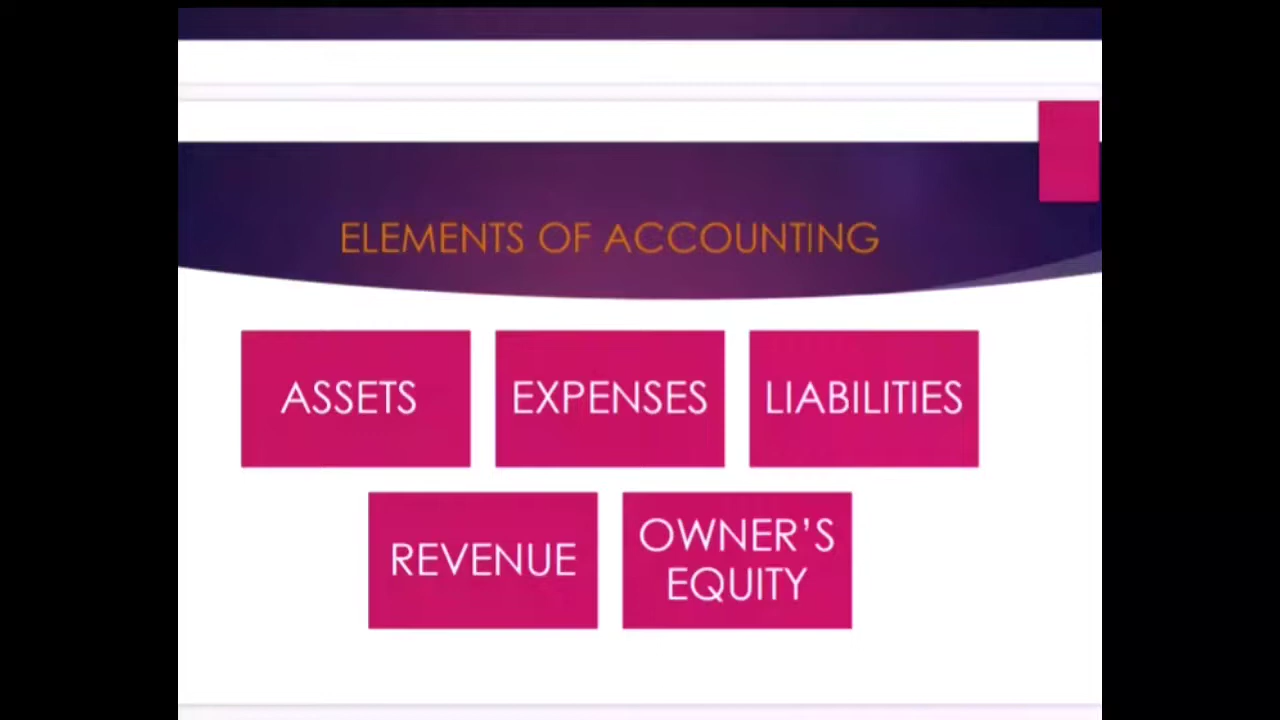 ELEMENTS OF ACCOUNTING
ASSETS
EXPENSES
LIABILITIES
REVENUE
OWNER’S
EQUITY